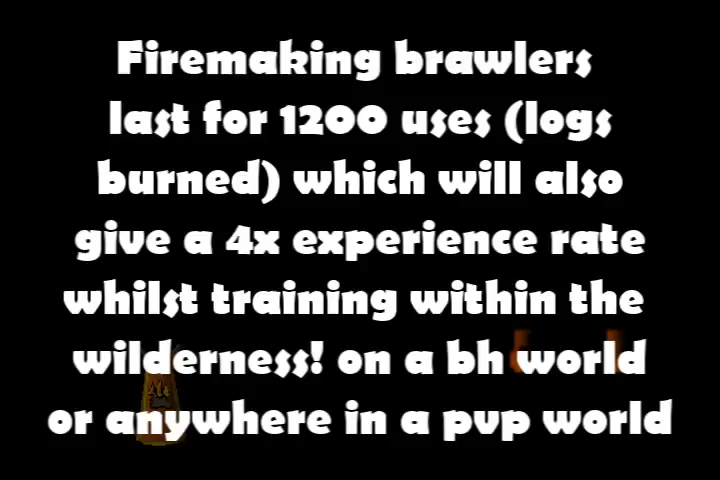 Firemaking brawlers
last for 1200 uses (logs
burned) which will also
give a 4x experience rate
whilst training within the
wilderness! on a bh world
or anywhere in a pvp world